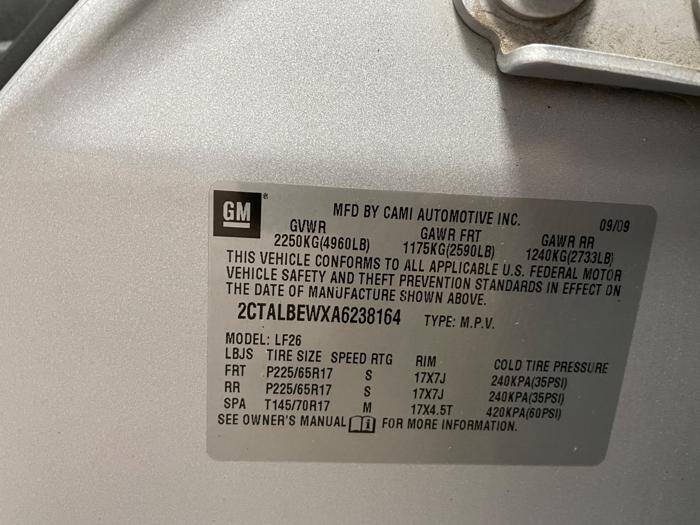 GM ® MFD BY CAMI AUTOMOTIVE INC. 09/09
GVWR GAWR FRT GAWR RR
2250KG(4960LB) 1175KG(2590LB) 1240KG(2733LB)
THIS VEHICLE CONFORMS TO ALL APPLICABLE U.S. FEDERAL MOTOR
VEHICLE SAFETY AND THEFT PREVENTION STANDARDS IN EFFECT ON
THE DATE OF MANUFACTURE SHOWN ABOVE.
2CTALBEWXA6238164 TYPE: M.P.V.
MODEL: LF26
LBJS TIRE SIZE SPEED RTG RIM COLD TIRE PRESSURE
FRT P225/65R17 S 17X7J 240KPA(35PSI)
RR P225/65R17 S 17X7J 240KPA(35PSI)
SPA T145/70R17 M 17X4.5T 420KPA(60PSI)
SEE OWNER'S MANUAL i FOR MORE INFORMATION.